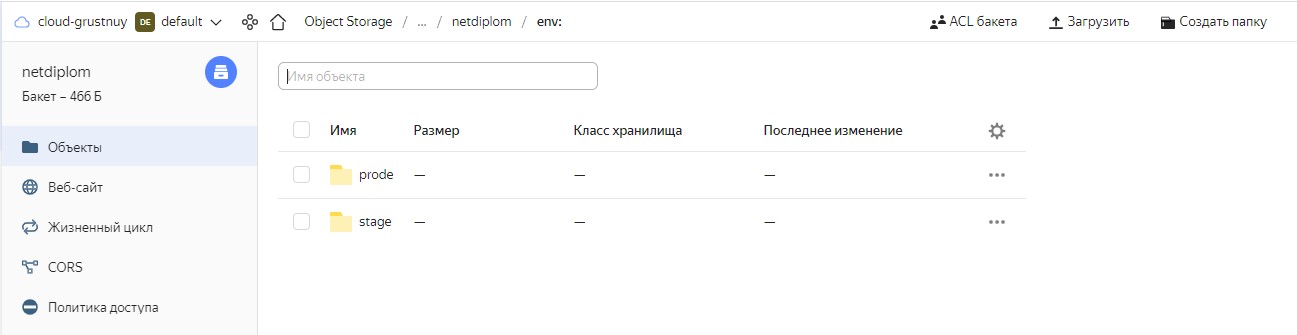 cloud-grustnuy DE default Object Storage / ... / netdiplom / env: ACL бакета Загрузить Создать папку
netdiplom
Бакет – 466 Б
Объекты
Веб-сайт
Жизненный цикл
CORS
Политика доступа
Имя объекта
Имя Размер Класс хранилища Последнее изменение
prode — — —
stage — — —